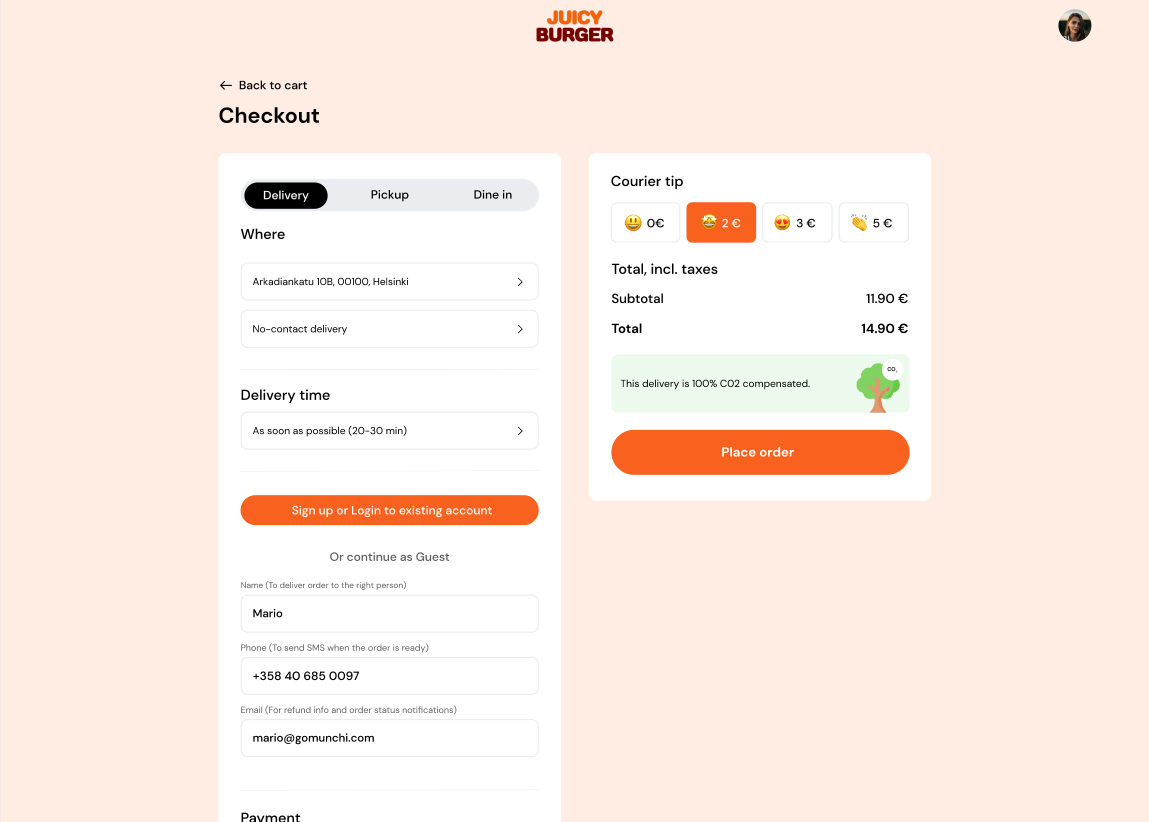 JUICY
BURGER
Back to cart
Checkout
Delivery
Pickup
Dine in
Where
Arkadiankatu 10B, 00100, Helsinki
No-contact delivery
Delivery time
As soon as possible (20-30 min)
Sign up or Login to existing account
Or continue as Guest
Name (To deliver order to the right person)
Mario
Phone (To send SMS when the order is ready)
+358 40 685 0097
Email (For refund info and order status notifications)
mario@gomunchi.com
Payment
Courier tip
0€
2 €
3 €
5 €
Total, incl. taxes
Subtotal 11.90 €
Total 14.90 €
This delivery is 100% CO2 compensated.
CO₂
Place order